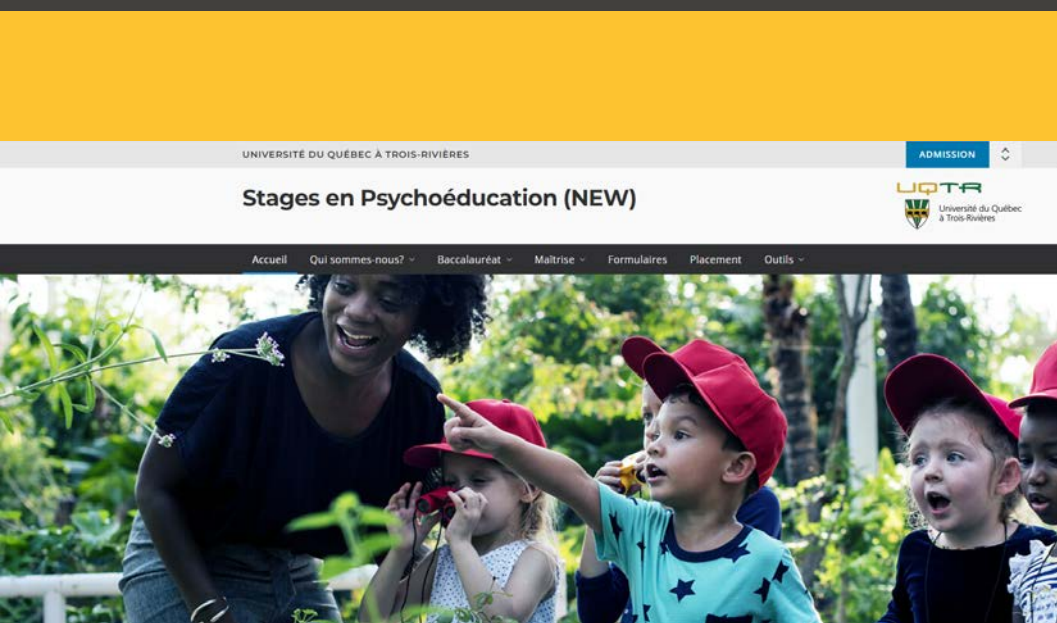 UNIVERSITÉ DU QUÉBEC À TROIS-RIVIÈRES
ADMISSION
Stages en Psychoéducation (NEW)
UQTR
Université du Québec
à Trois-Rivières
Accueil Qui sommes-nous? Baccalauréat Maîtrise Formulaires Placement Outils